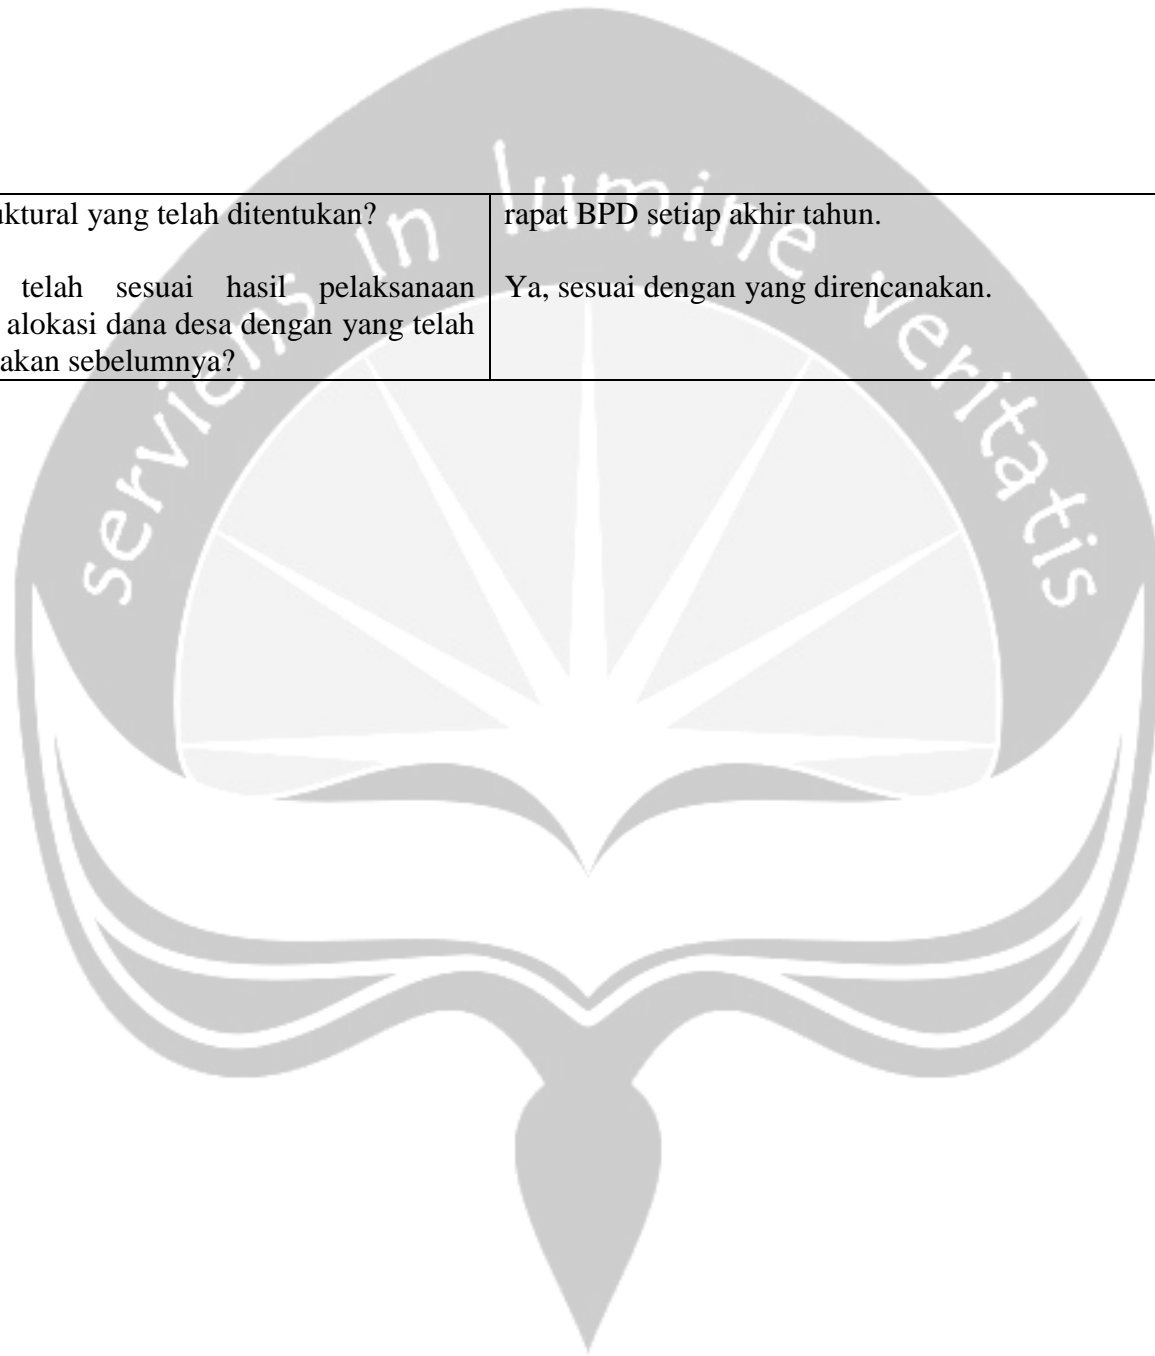 serviens in lumine veritatis
uktural yang telah ditentukan?
telah sesuai hasil pelaksanaan
alokasi dana desa dengan yang telah
akan sebelumnya?
rapat BPD setiap akhir tahun.
Ya, sesuai dengan yang direncanakan.